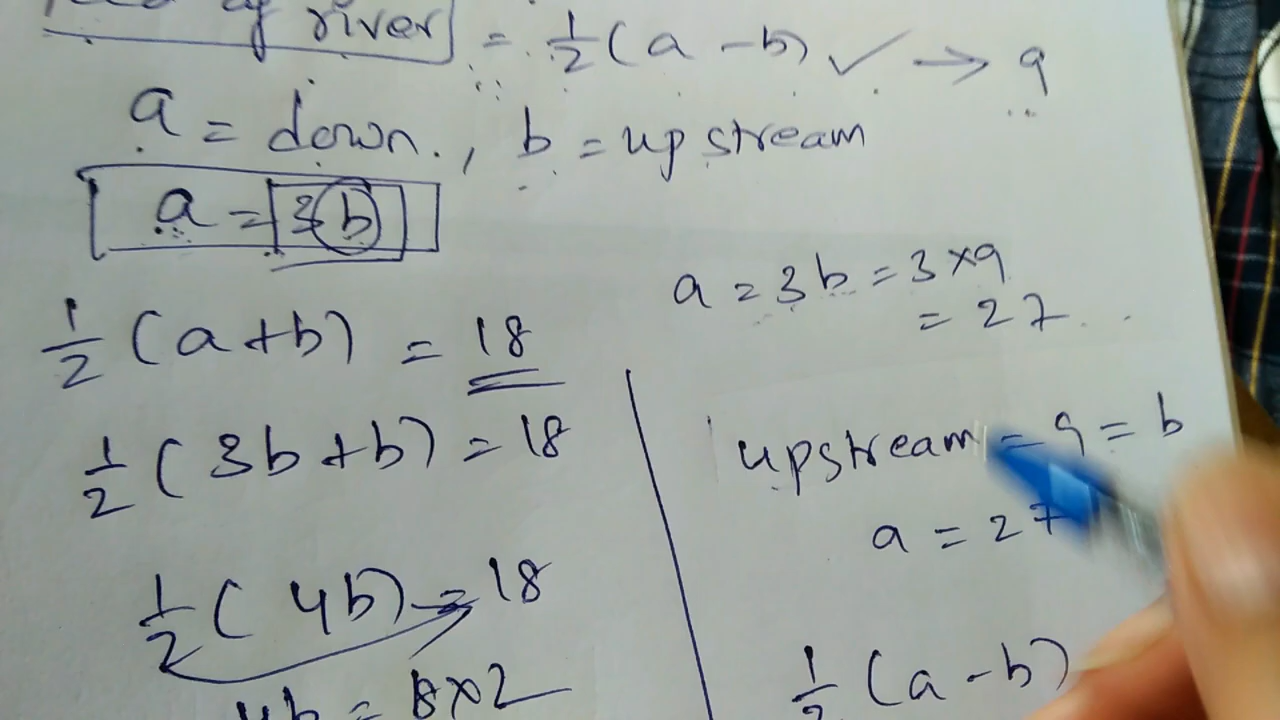 of river = 1/2 (a - b) ✓ → 9
a = down., b = upstream
a = 3b
1/2 (a+b) = 18
1/2 (3b+b) = 18
1/2 (4b) = 18
4b = 18×2
a = 3b = 3×9
= 27
upstream = 9 = b
a = 27
1/2 (a - b)